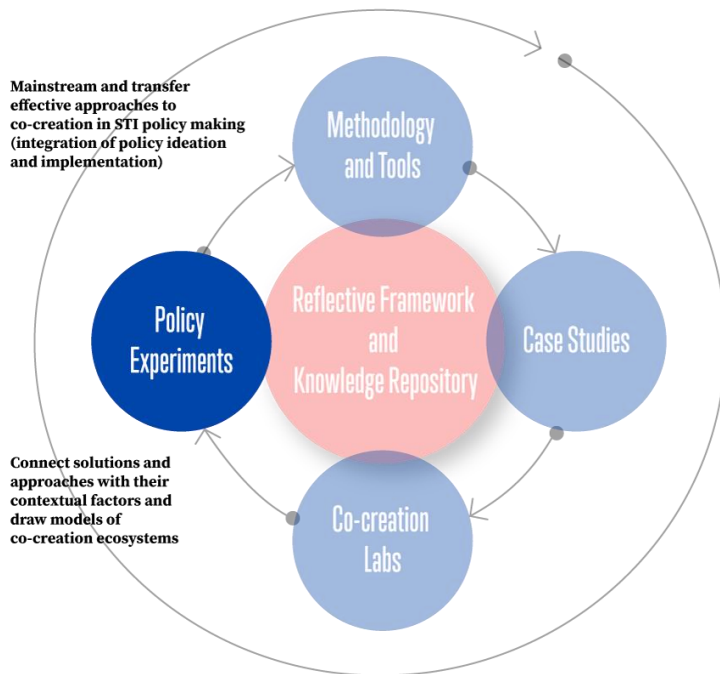 Mainstream and transfer
effective approaches to
co-creation in STI policy making
(integration of policy ideation
and implementation)
Methodology
and Tools
Policy
Experiments
Reflective Framework
and
Knowledge Repository
Case Studies
Connect solutions and
approaches with their
contextual factors and
draw models of
co-creation ecosystems
Co-creation
Labs